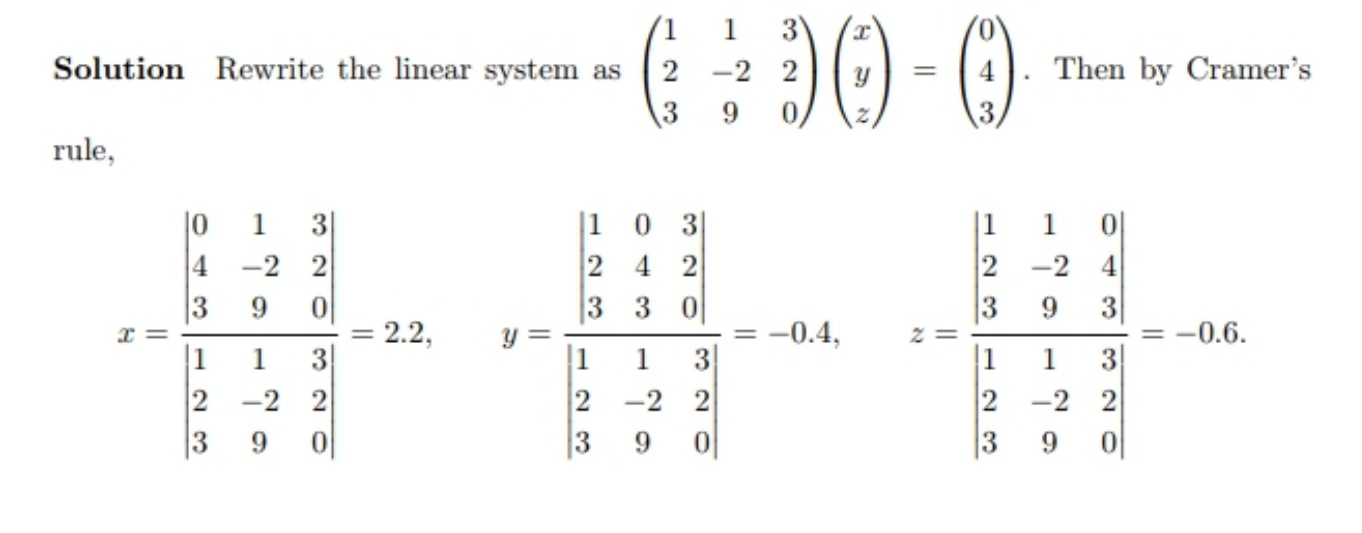 Solution Rewrite the linear system as \begin{pmatrix} 1 & 1 & 3 \\ 2 & -2 & 2 \\ 3 & 9 & 0 \end{pmatrix} \begin{pmatrix} x \\ y \\ z \end{pmatrix} = \begin{pmatrix} 0 \\ 4 \\ 3 \end{pmatrix}. Then by Cramer's
rule,
x = \frac{\begin{vmatrix} 0 & 1 & 3 \\ 4 & -2 & 2 \\ 3 & 9 & 0 \end{vmatrix}}{\begin{vmatrix} 1 & 1 & 3 \\ 2 & -2 & 2 \\ 3 & 9 & 0 \end{vmatrix}} = 2.2, y = \frac{\begin{vmatrix} 1 & 0 & 3 \\ 2 & 4 & 2 \\ 3 & 3 & 0 \end{vmatrix}}{\begin{vmatrix} 1 & 1 & 3 \\ 2 & -2 & 2 \\ 3 & 9 & 0 \end{vmatrix}} = -0.4, z = \frac{\begin{vmatrix} 1 & 1 & 0 \\ 2 & -2 & 4 \\ 3 & 9 & 3 \end{vmatrix}}{\begin{vmatrix} 1 & 1 & 3 \\ 2 & -2 & 2 \\ 3 & 9 & 0 \end{vmatrix}} = -0.6.